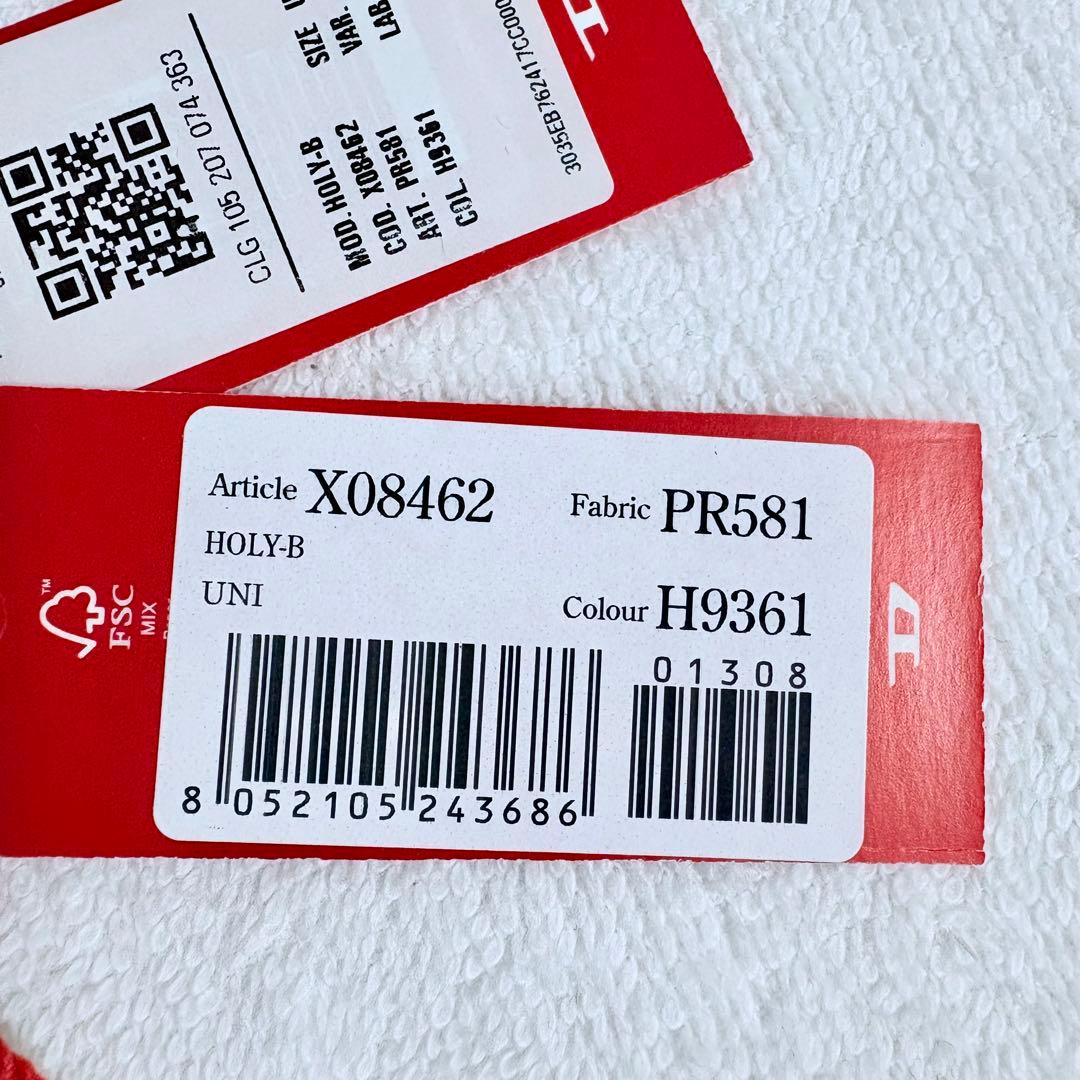 CLG 105 207 074 363
MOD. HOLY-B SIZE
COD. X08462 VAR.
ART. PR581 LAB
COL. H9361
Article X08462 Fabric PR581
HOLY-B
UNI Colour H9361
01308
8 052105 243686
TM
FSC
MIX
D